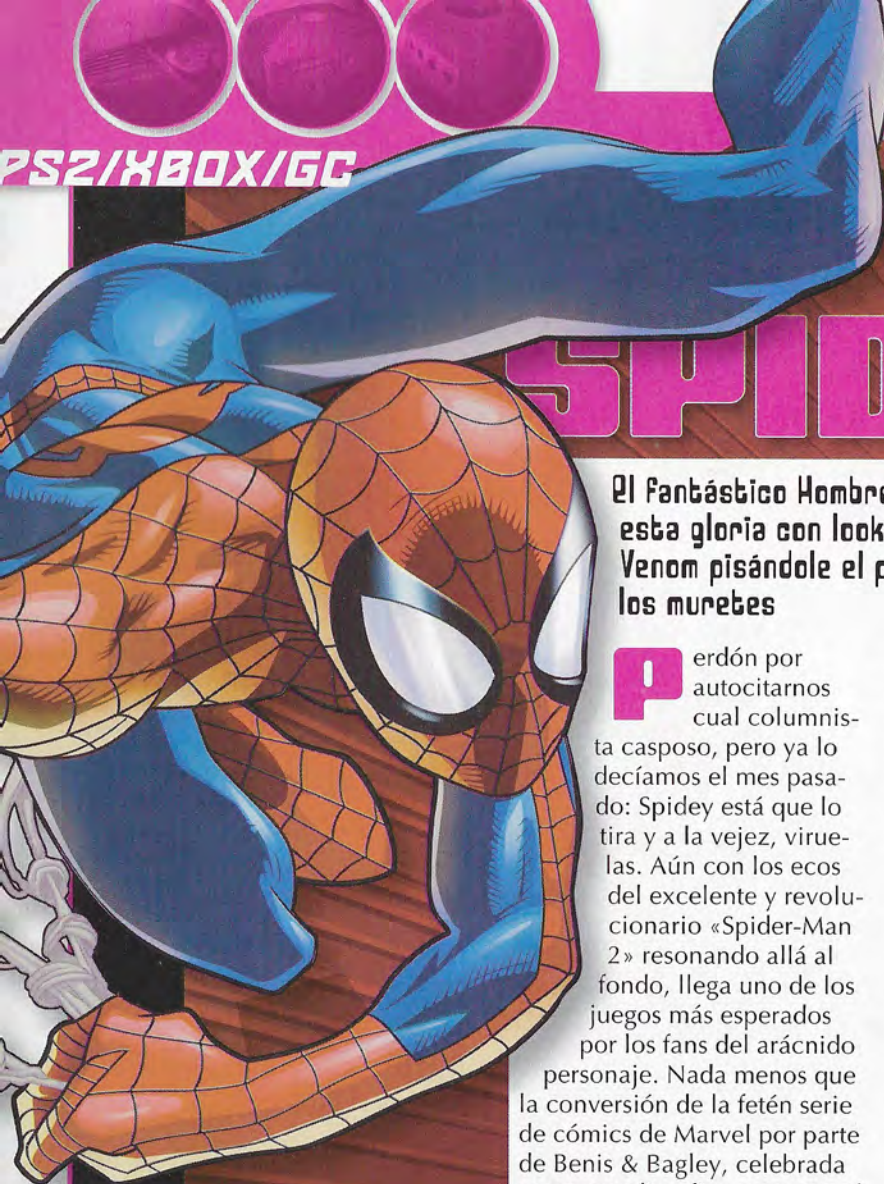 PS2/XBOX/GC
SPID
El fantástico Hombre
esta gloria con look
Venom pisándole el p
los muretes
Perdón por
autocitarnos
cual columnis-
ta casposo, pero ya lo
decíamos el mes pasa-
do: Spidey está que lo
tira y a la vejez, virue-
las. Aún con los ecos
del excelente y revolu-
cionario «Spider-Man
2» resonando allá al
fondo, llega uno de los
juegos más esperados
por los fans del arácnido
personaje. Nada menos que
la conversión de la fetén serie
de cómics de Marvel por parte
de Benis & Bagley, celebrada